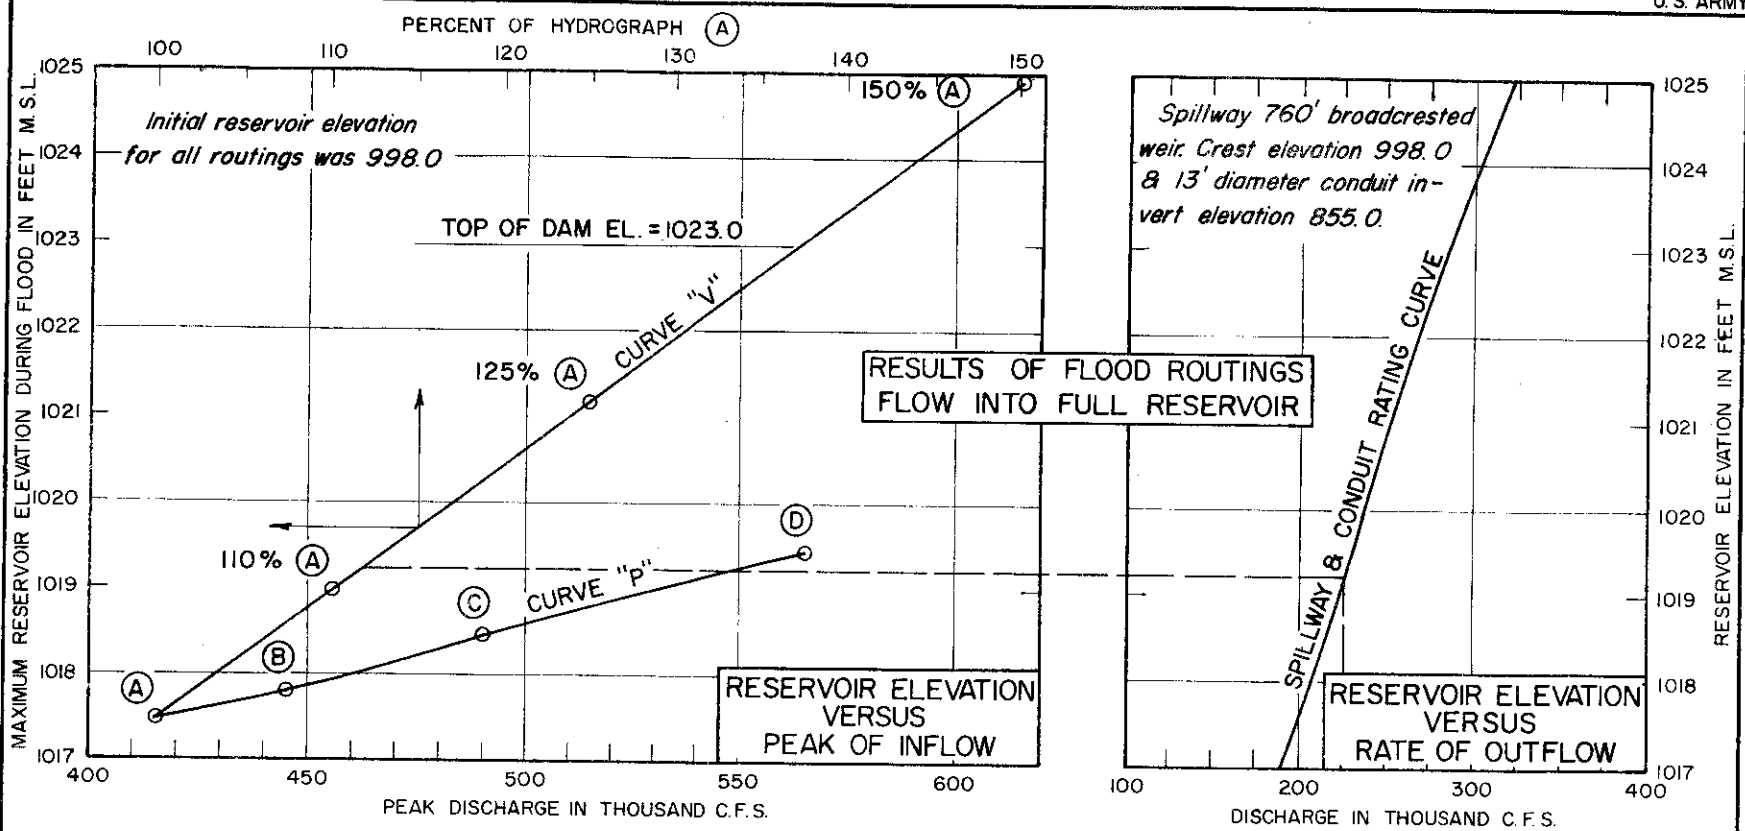 U.S. ARMY
PERCENT OF HYDROGRAPH (A)
100 110 120 130 140 150
MAXIMUM RESERVOIR ELEVATION DURING FLOOD IN FEET M.S.L.
1025
1024
1023
1022
1021
1020
1019
1018
1017
Initial reservoir elevation
for all routings was 998.0
150% (A)
TOP OF DAM EL. = 1023.0
CURVE "V"
125% (A)
110% (A)
(A)
(B)
(C)
(D)
CURVE "P"
RESERVOIR ELEVATION
VERSUS
PEAK OF INFLOW
400 450 500 550 600
PEAK DISCHARGE IN THOUSAND C.F.S.
RESULTS OF FLOOD ROUTINGS
FLOW INTO FULL RESERVOIR
Spillway 760' broadcrested
weir. Crest elevation 998.0
& 13' diameter conduit in-
vert elevation 855.0.
SPILLWAY & CONDUIT RATING CURVE
RESERVOIR ELEVATION
VERSUS
RATE OF OUTFLOW
1025
1024
1023
1022
1021
1020
1019
1018
1017
RESERVOIR ELEVATION IN FEET M.S.L.
100 200 300 400
DISCHARGE IN THOUSAND C.F.S.